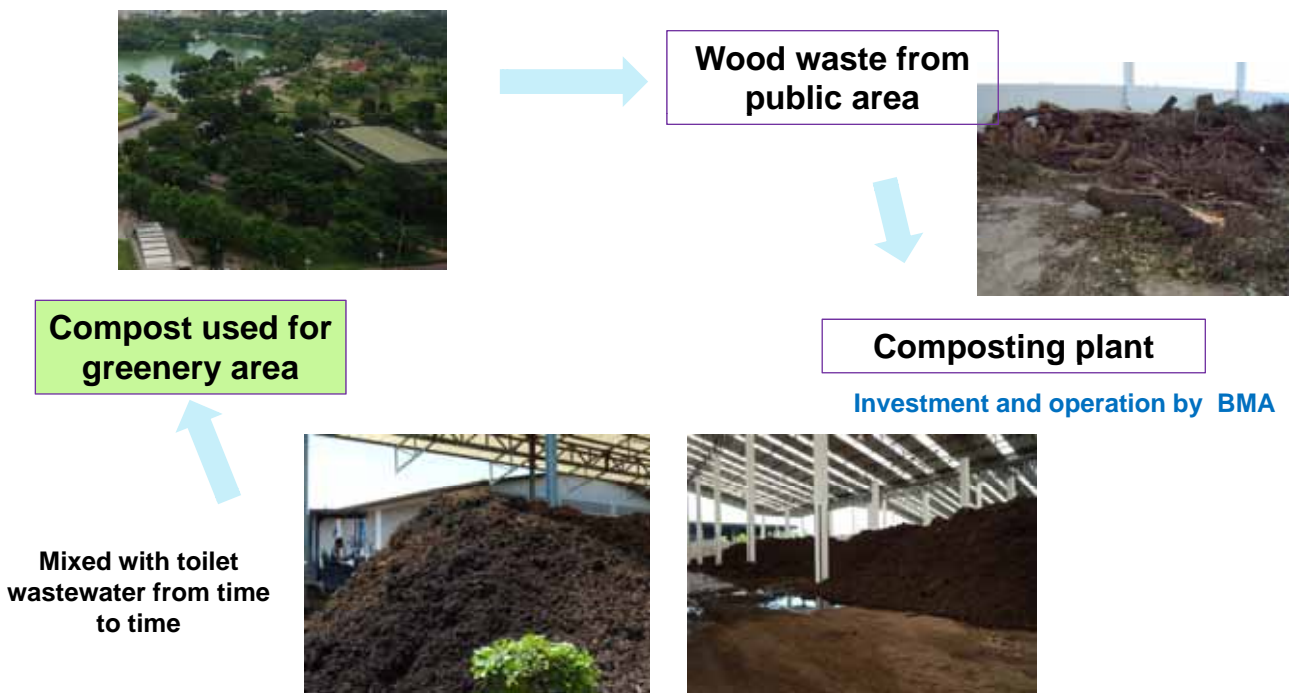 Wood waste from
public area
Compost used for
greenery area
Composting plant
Investment and operation by BMA
Mixed with toilet
wastewater from time
to time